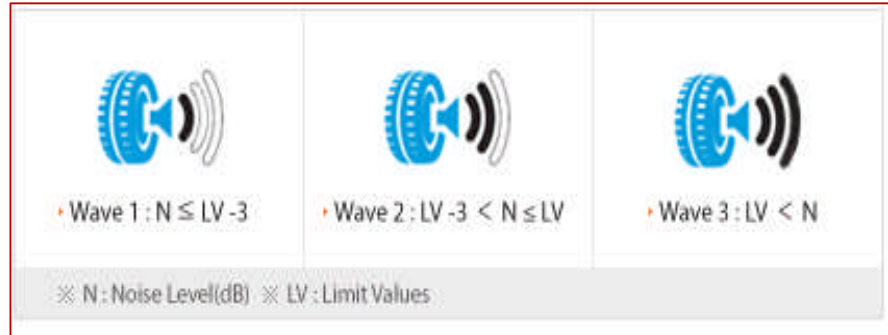 Wave 1 : N ≤ LV -3
Wave 2 : LV -3 < N ≤ LV
Wave 3 : LV < N
※ N : Noise Level(dB) ※ LV : Limit Values